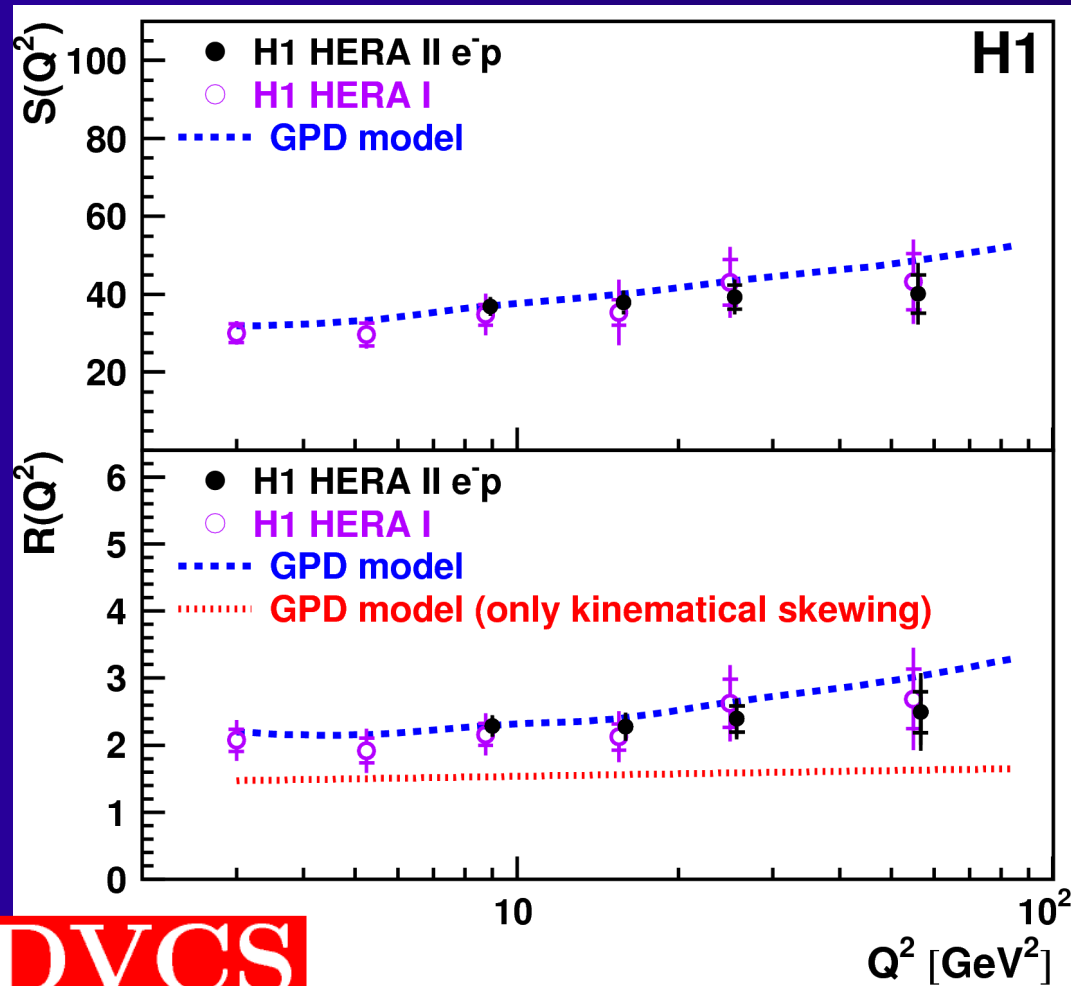 S(Q²)
100
80
60
40
20
H1 HERA II e⁻p
H1 HERA I
GPD model
H1
R(Q²)
6
5
4
3
2
1
0
H1 HERA II e⁻p
H1 HERA I
GPD model
GPD model (only kinematical skewing)
10
10²
Q² [GeV²]
DVCS